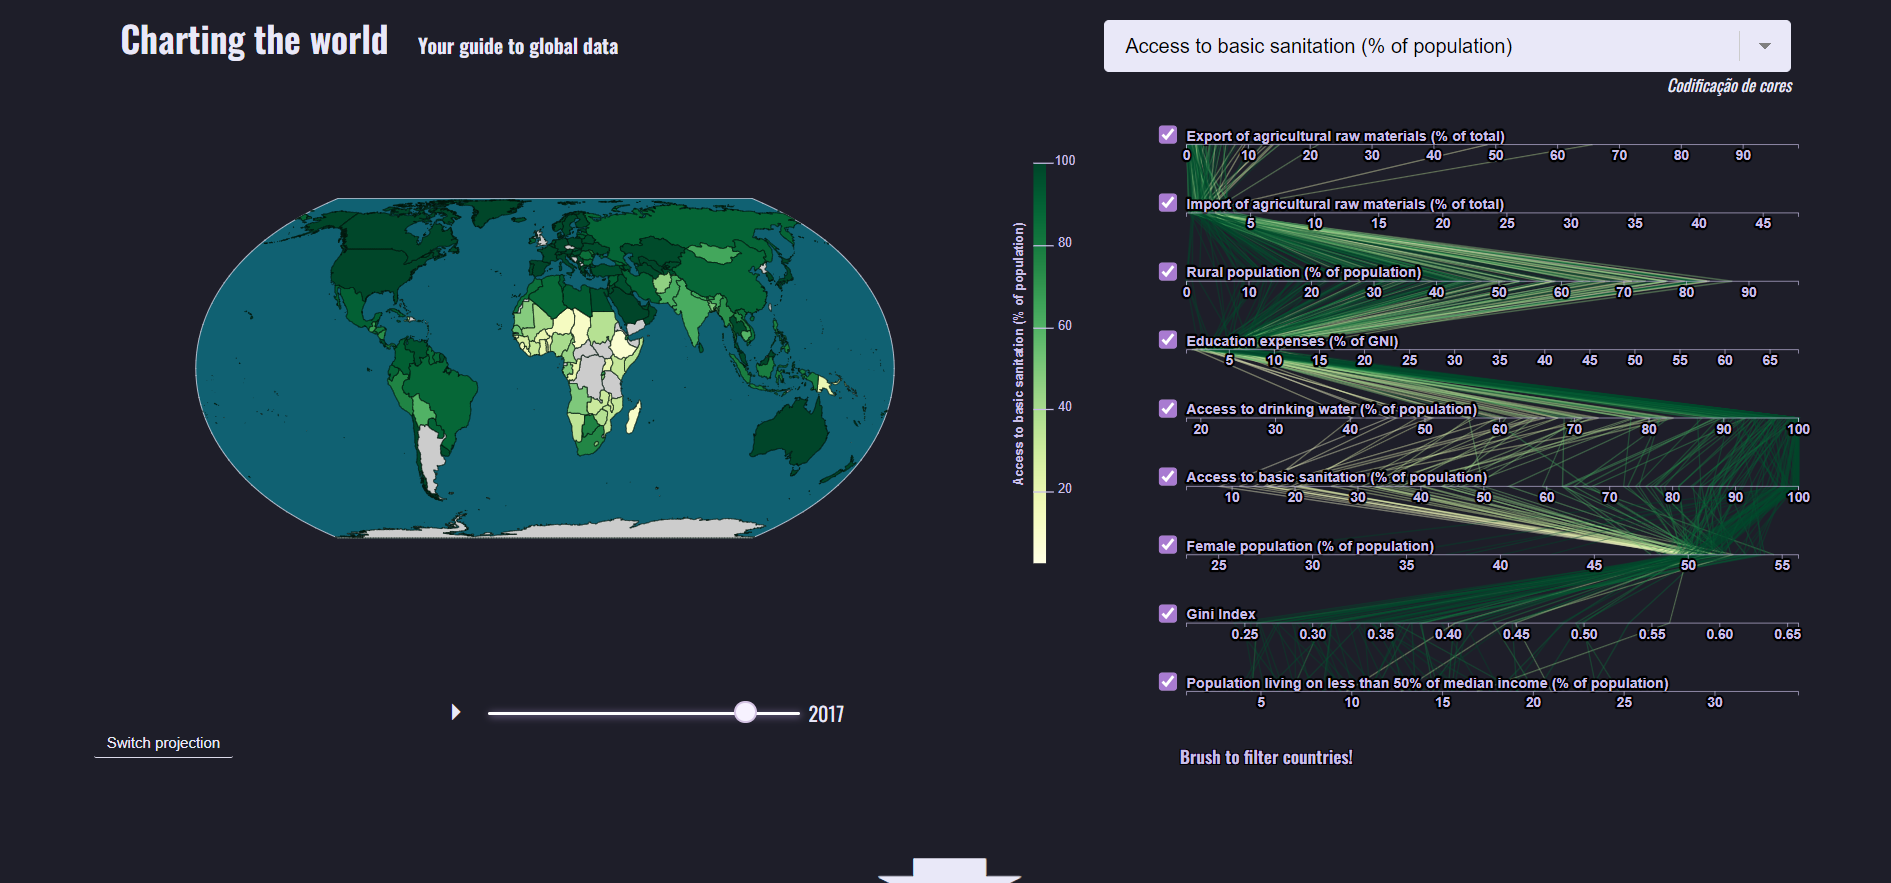 Charting the world
Your guide to global data
Access to basic sanitation (% of population)
Codificação de cores
Access to basic sanitation (% of population)
100
80
60
40
20
Export of agricultural raw materials (% of total)
0 10 20 30 40 50 60 70 80 90
Import of agricultural raw materials (% of total)
5 10 15 20 25 30 35 40 45
Rural population (% of population)
0 10 20 30 40 50 60 70 80 90
Education expenses (% of GNI)
5 10 15 20 25 30 35 40 45 50 55 60 65
Access to drinking water (% of population)
20 30 40 50 60 70 80 90 100
Access to basic sanitation (% of population)
10 20 30 40 50 60 70 80 90 100
Female population (% of population)
25 30 35 40 45 50 55
Gini Index
0.25 0.30 0.35 0.40 0.45 0.50 0.55 0.60 0.65
Population living on less than 50% of median income (% of population)
5 10 15 20 25 30
2017
Switch projection
Brush to filter countries!